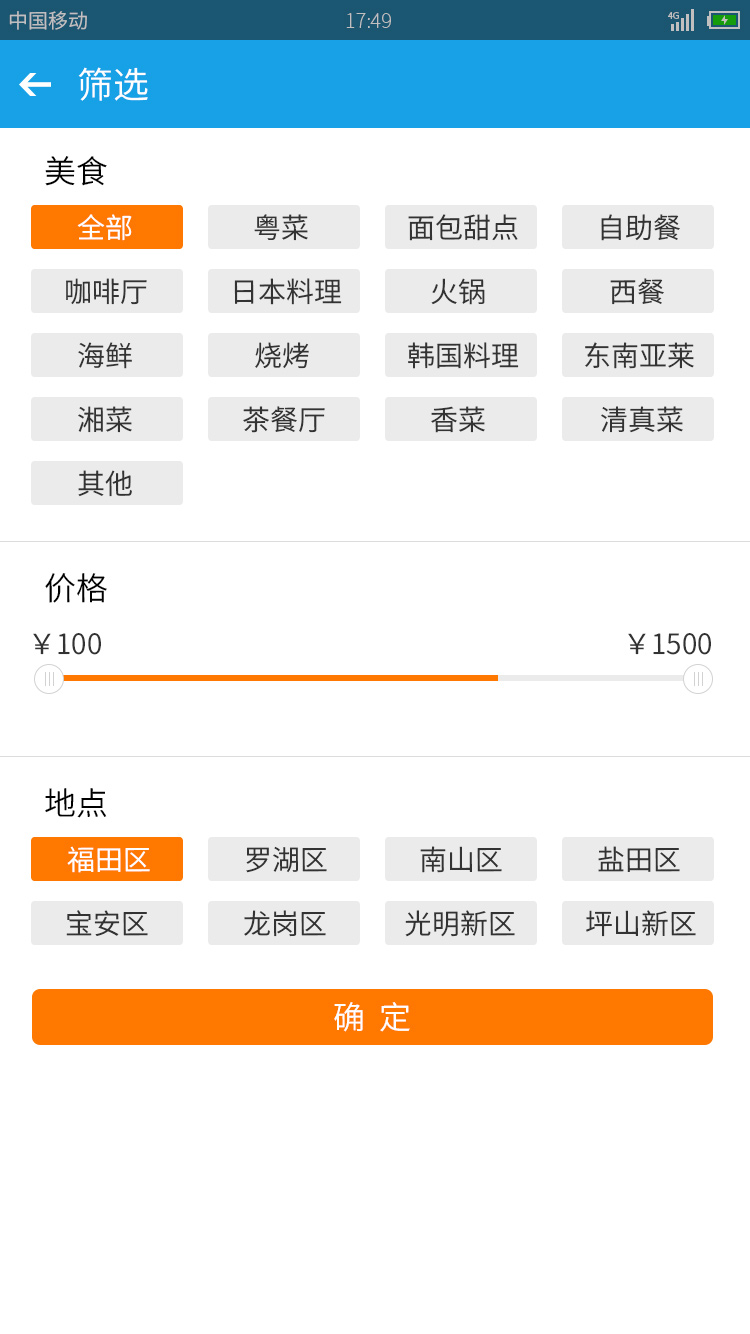 中国移动 17:49 4G
筛选
美食
全部 粤菜 面包甜点 自助餐
咖啡厅 日本料理 火锅 西餐
海鲜 烧烤 韩国料理 东南亚莱
湘菜 茶餐厅 香菜 清真菜
其他
价格
￥100 ￥1500
地点
福田区 罗湖区 南山区 盐田区
宝安区 龙岗区 光明新区 坪山新区
确 定